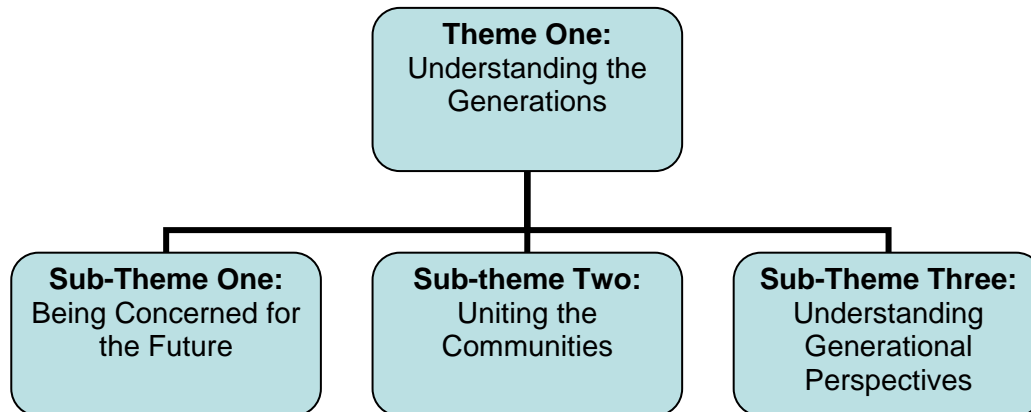 Theme One:
Understanding the
Generations
Sub-Theme One:
Being Concerned for
the Future
Sub-theme Two:
Uniting the
Communities
Sub-Theme Three:
Understanding
Generational
Perspectives